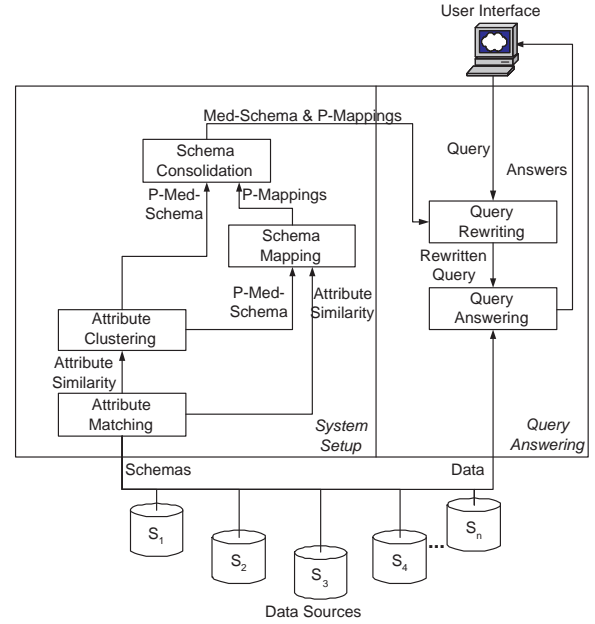 User Interface
Med-Schema & P-Mappings
Schema
Consolidation
Query
Answers
P-Med-
Schema
P-Mappings
Query
Rewriting
Schema
Mapping
Rewritten
Query
P-Med-
Schema
Attribute
Similarity
Query
Answering
Attribute
Clustering
Attribute
Similarity
Attribute
Matching
System
Setup
Query
Answering
Schemas
Data
S1
S2
S3
S4
...
Sn
Data Sources